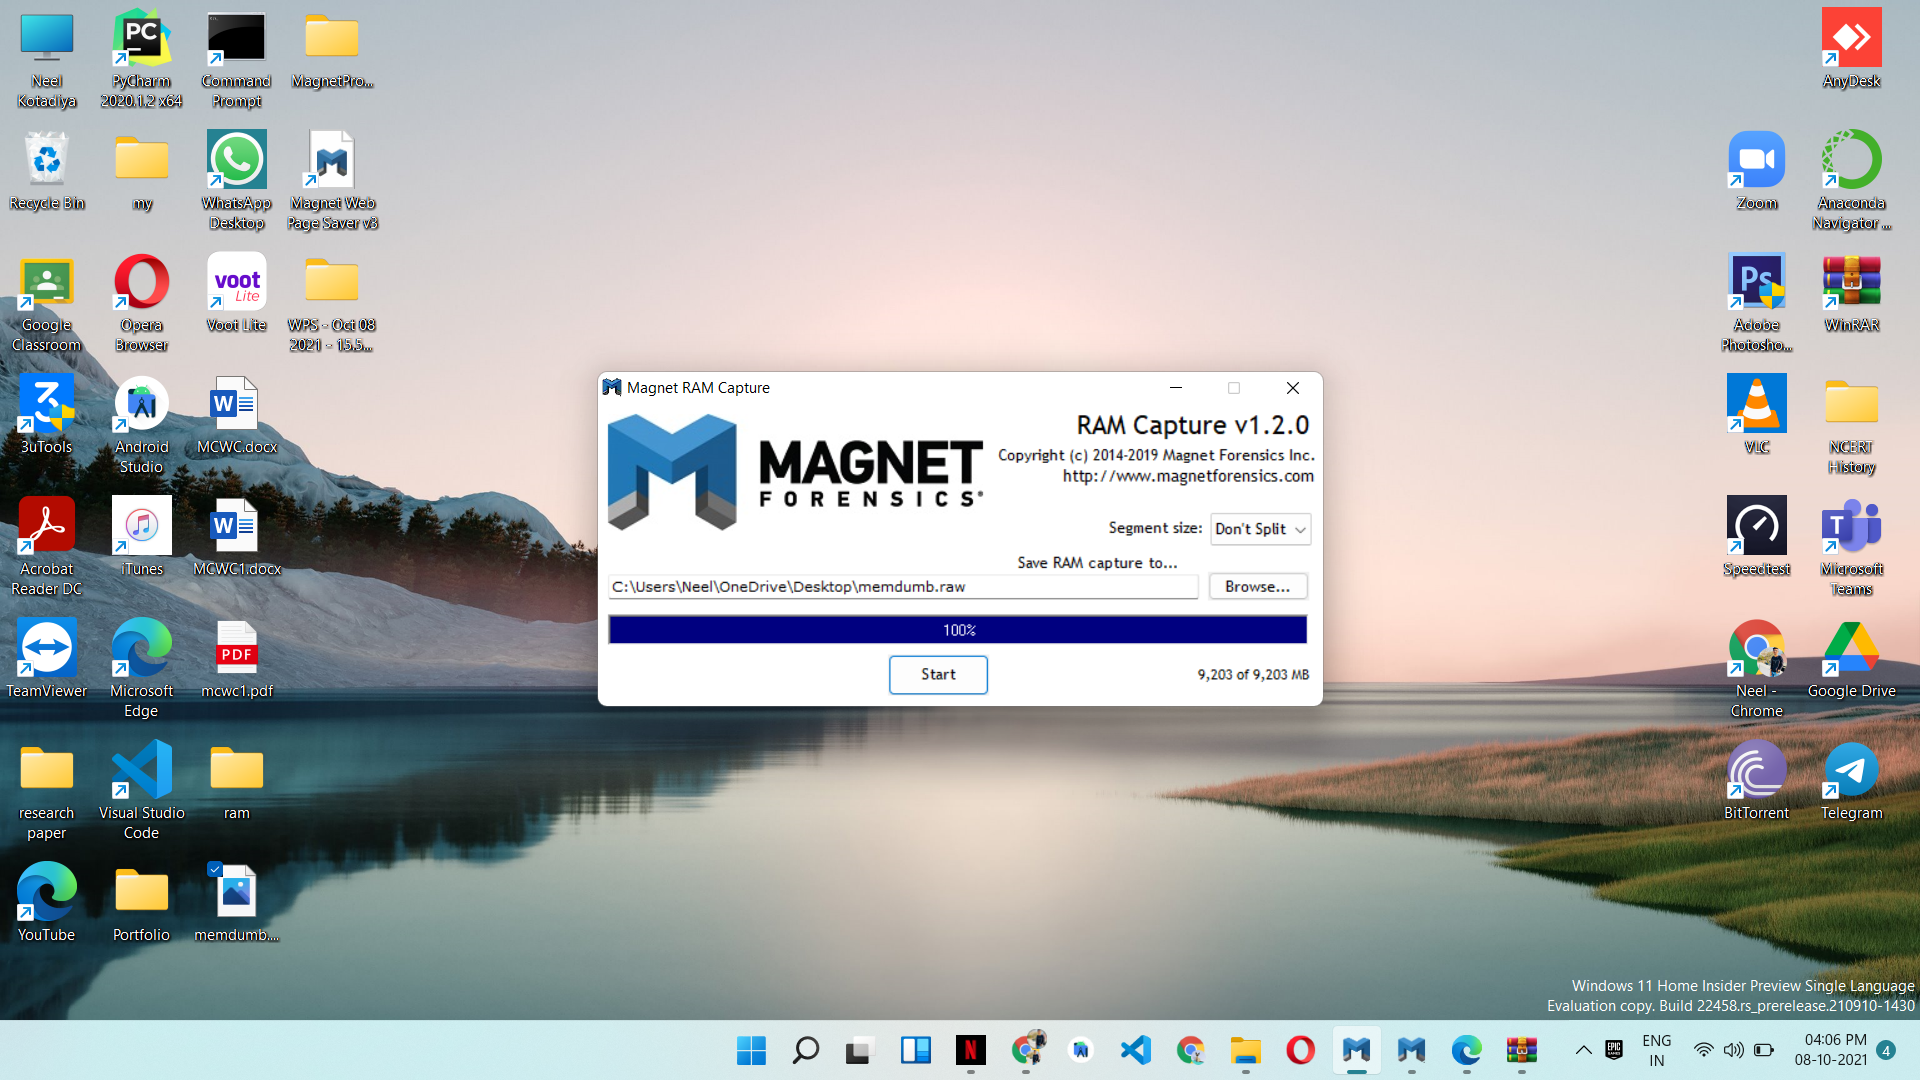 Neel
Kotadiya
PyCharm
2020.1.2 x64
Command
Prompt
MagnetPro...
AnyDesk
Recycle Bin
my
WhatsApp
Desktop
Magnet Web
Page Saver v3
Zoom
Anaconda
Navigator ...
Google
Classroom
Opera
Browser
voot
Lite
Voot Lite
WPS - Oct 08
2021 - 15.5...
Ps
Adobe
Photosho...
WinRAR
3uTools
Android
Studio
MCWC.docx
VLC
NCERT
History
Acrobat
Reader DC
iTunes
MCWC1.docx
Speedtest
Microsoft
Teams
TeamViewer
Microsoft
Edge
PDF
mcwc1.pdf
Neel -
Chrome
Google Drive
research
paper
Visual Studio
Code
ram
BitTorrent
Telegram
YouTube
Portfolio
memdumb....
Magnet RAM Capture
MAGNET
FORENSICS®
RAM Capture v1.2.0
Copyright (c) 2014-2019 Magnet Forensics Inc.
http://www.magnetforensics.com
Segment size: Don't Split
Save RAM capture to...
C:\Users\Neel\OneDrive\Desktop\memdumb.raw
Browse...
100%
Start
9,203 of 9,203 MB
Windows 11 Home Insider Preview Single Language
Evaluation copy. Build 22458.rs_prerelease.210910-1430
ENG
IN
04:06 PM
08-10-2021
4